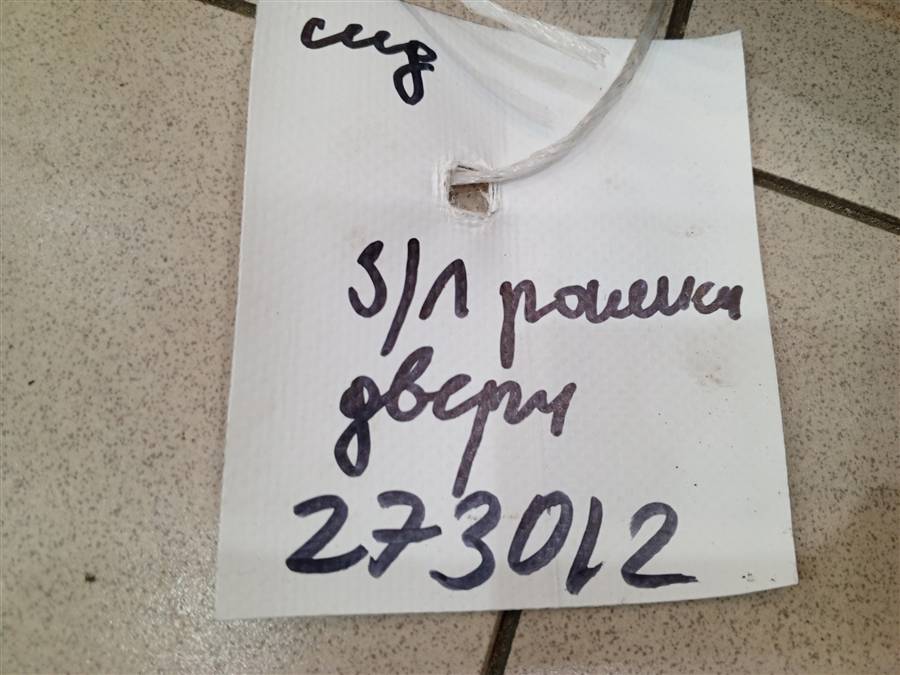 сид
З/Л рамка
двери
273012